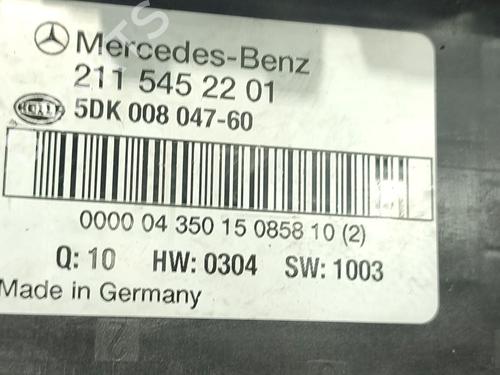 Mercedes-Benz
211 545 22 01
HELLA 5DK 008 047-60
0000 04 350 15 0858 10 (2)
Q: 10 HW: 0304 SW: 1003
Made in Germany